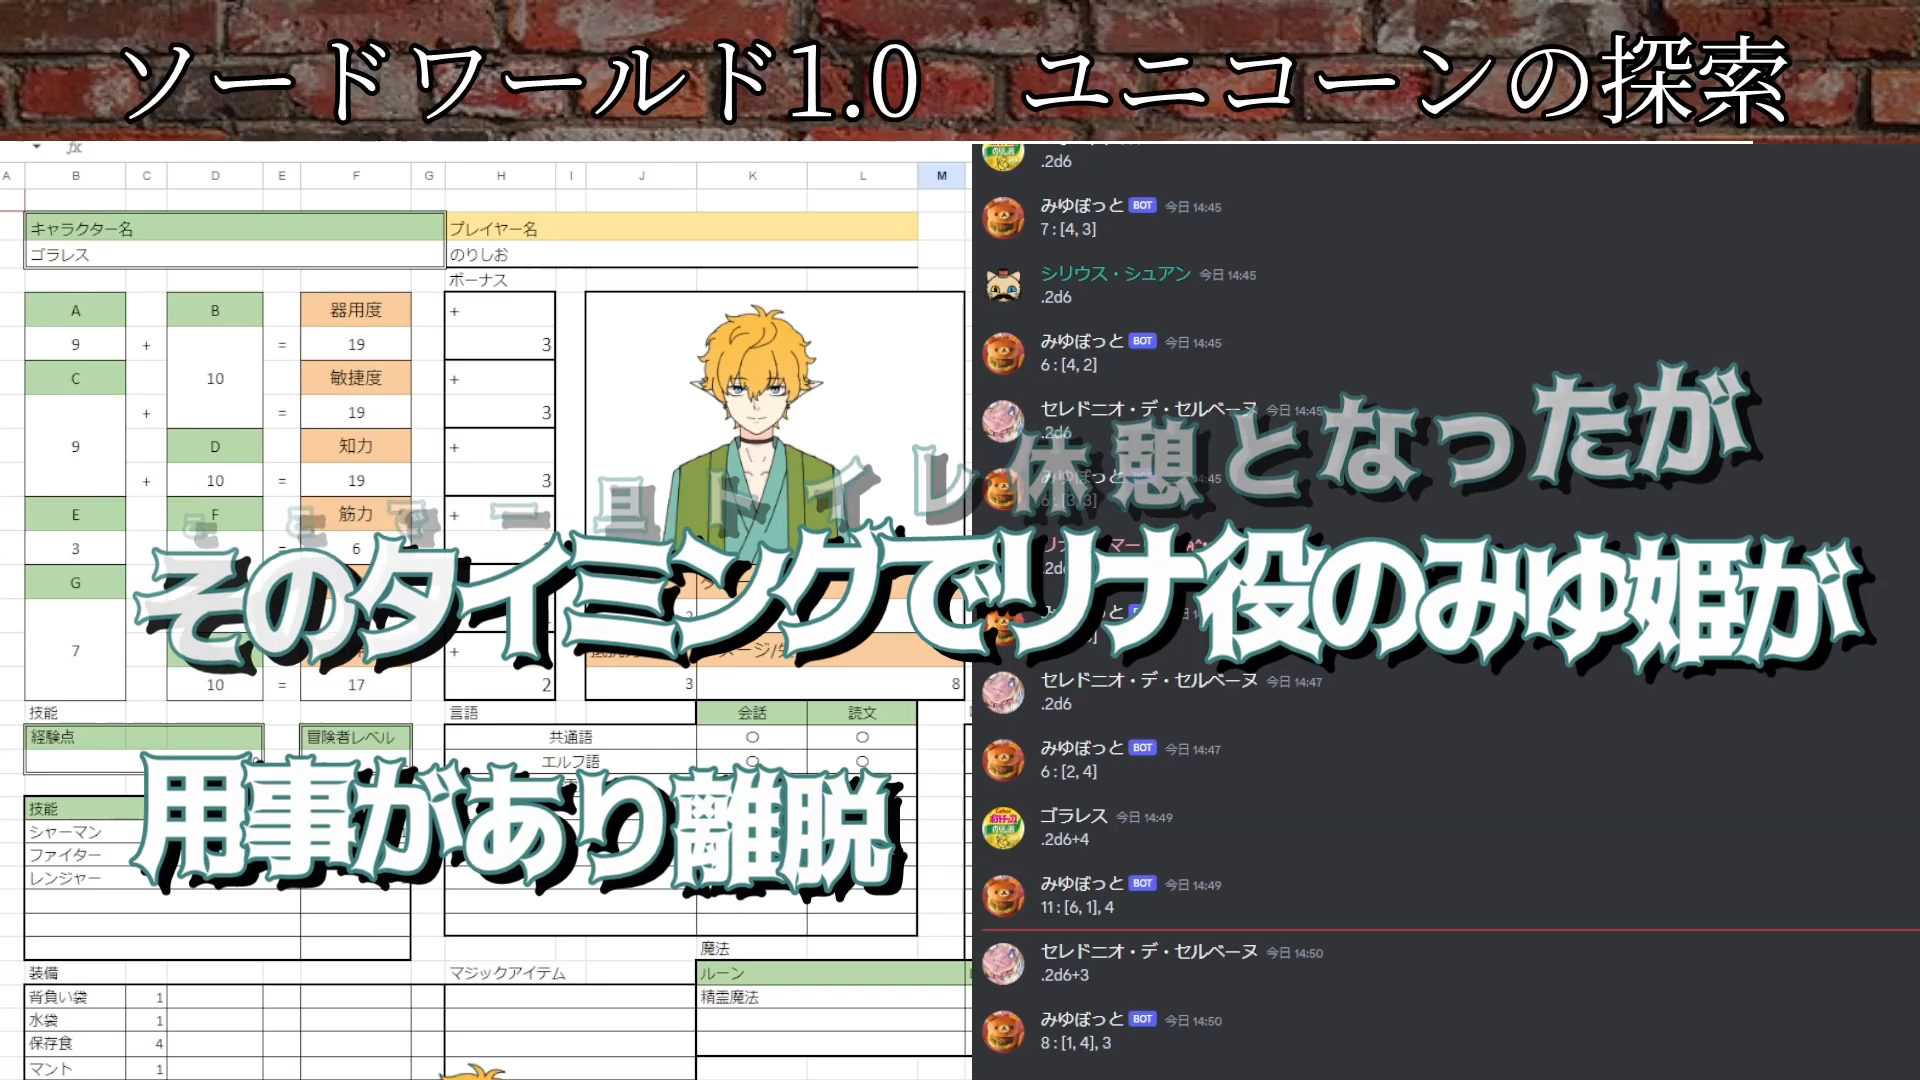 ソードワールド1.0　ユニコーンの探索
fx
A B C D E F G H I J K L M
キャラクター名 プレイヤー名
ゴラレス のりしお
ボーナス
A B 器用度 +
9 + = 19 3
C 10 敏捷度 +
+ = 19 3
9 D 知力 +
+ 10 = 19 3
E F 筋力 +
3 = 6
G
7 +
10 = 17 2 3 8
技能 言語 会話 読文
経験点 冒険者レベル 共通語 〇 〇
エルフ語 〇 〇
技能
シャーマン
ファイター
レンジャー
魔法
装備 マジックアイテム ルーン
背負い袋 1 精霊魔法
水袋 1
保存食 4
マント 1
.2d6
みゆぼっと BOT 今日 14:45
7 : [4, 3]
シリウス・シュアン 今日 14:45
.2d6
みゆぼっと BOT 今日 14:45
6 : [4, 2]
セレドニオ・デ・セルベーヌ 今日 14:45
.2d6
みゆぼっと 14:45
6 : [3, 3]
トイレ休憩となったが
そのタイミングでリナ役のみゆ姫が
用事があり離脱
セレドニオ・デ・セルベーヌ 今日 14:47
.2d6
みゆぼっと BOT 今日 14:47
6 : [2, 4]
ゴラレス 今日 14:49
.2d6+4
みゆぼっと BOT 今日 14:49
11 : [6, 1], 4
セレドニオ・デ・セルベーヌ 今日 14:50
.2d6+3
みゆぼっと BOT 今日 14:50
8 : [1, 4], 3